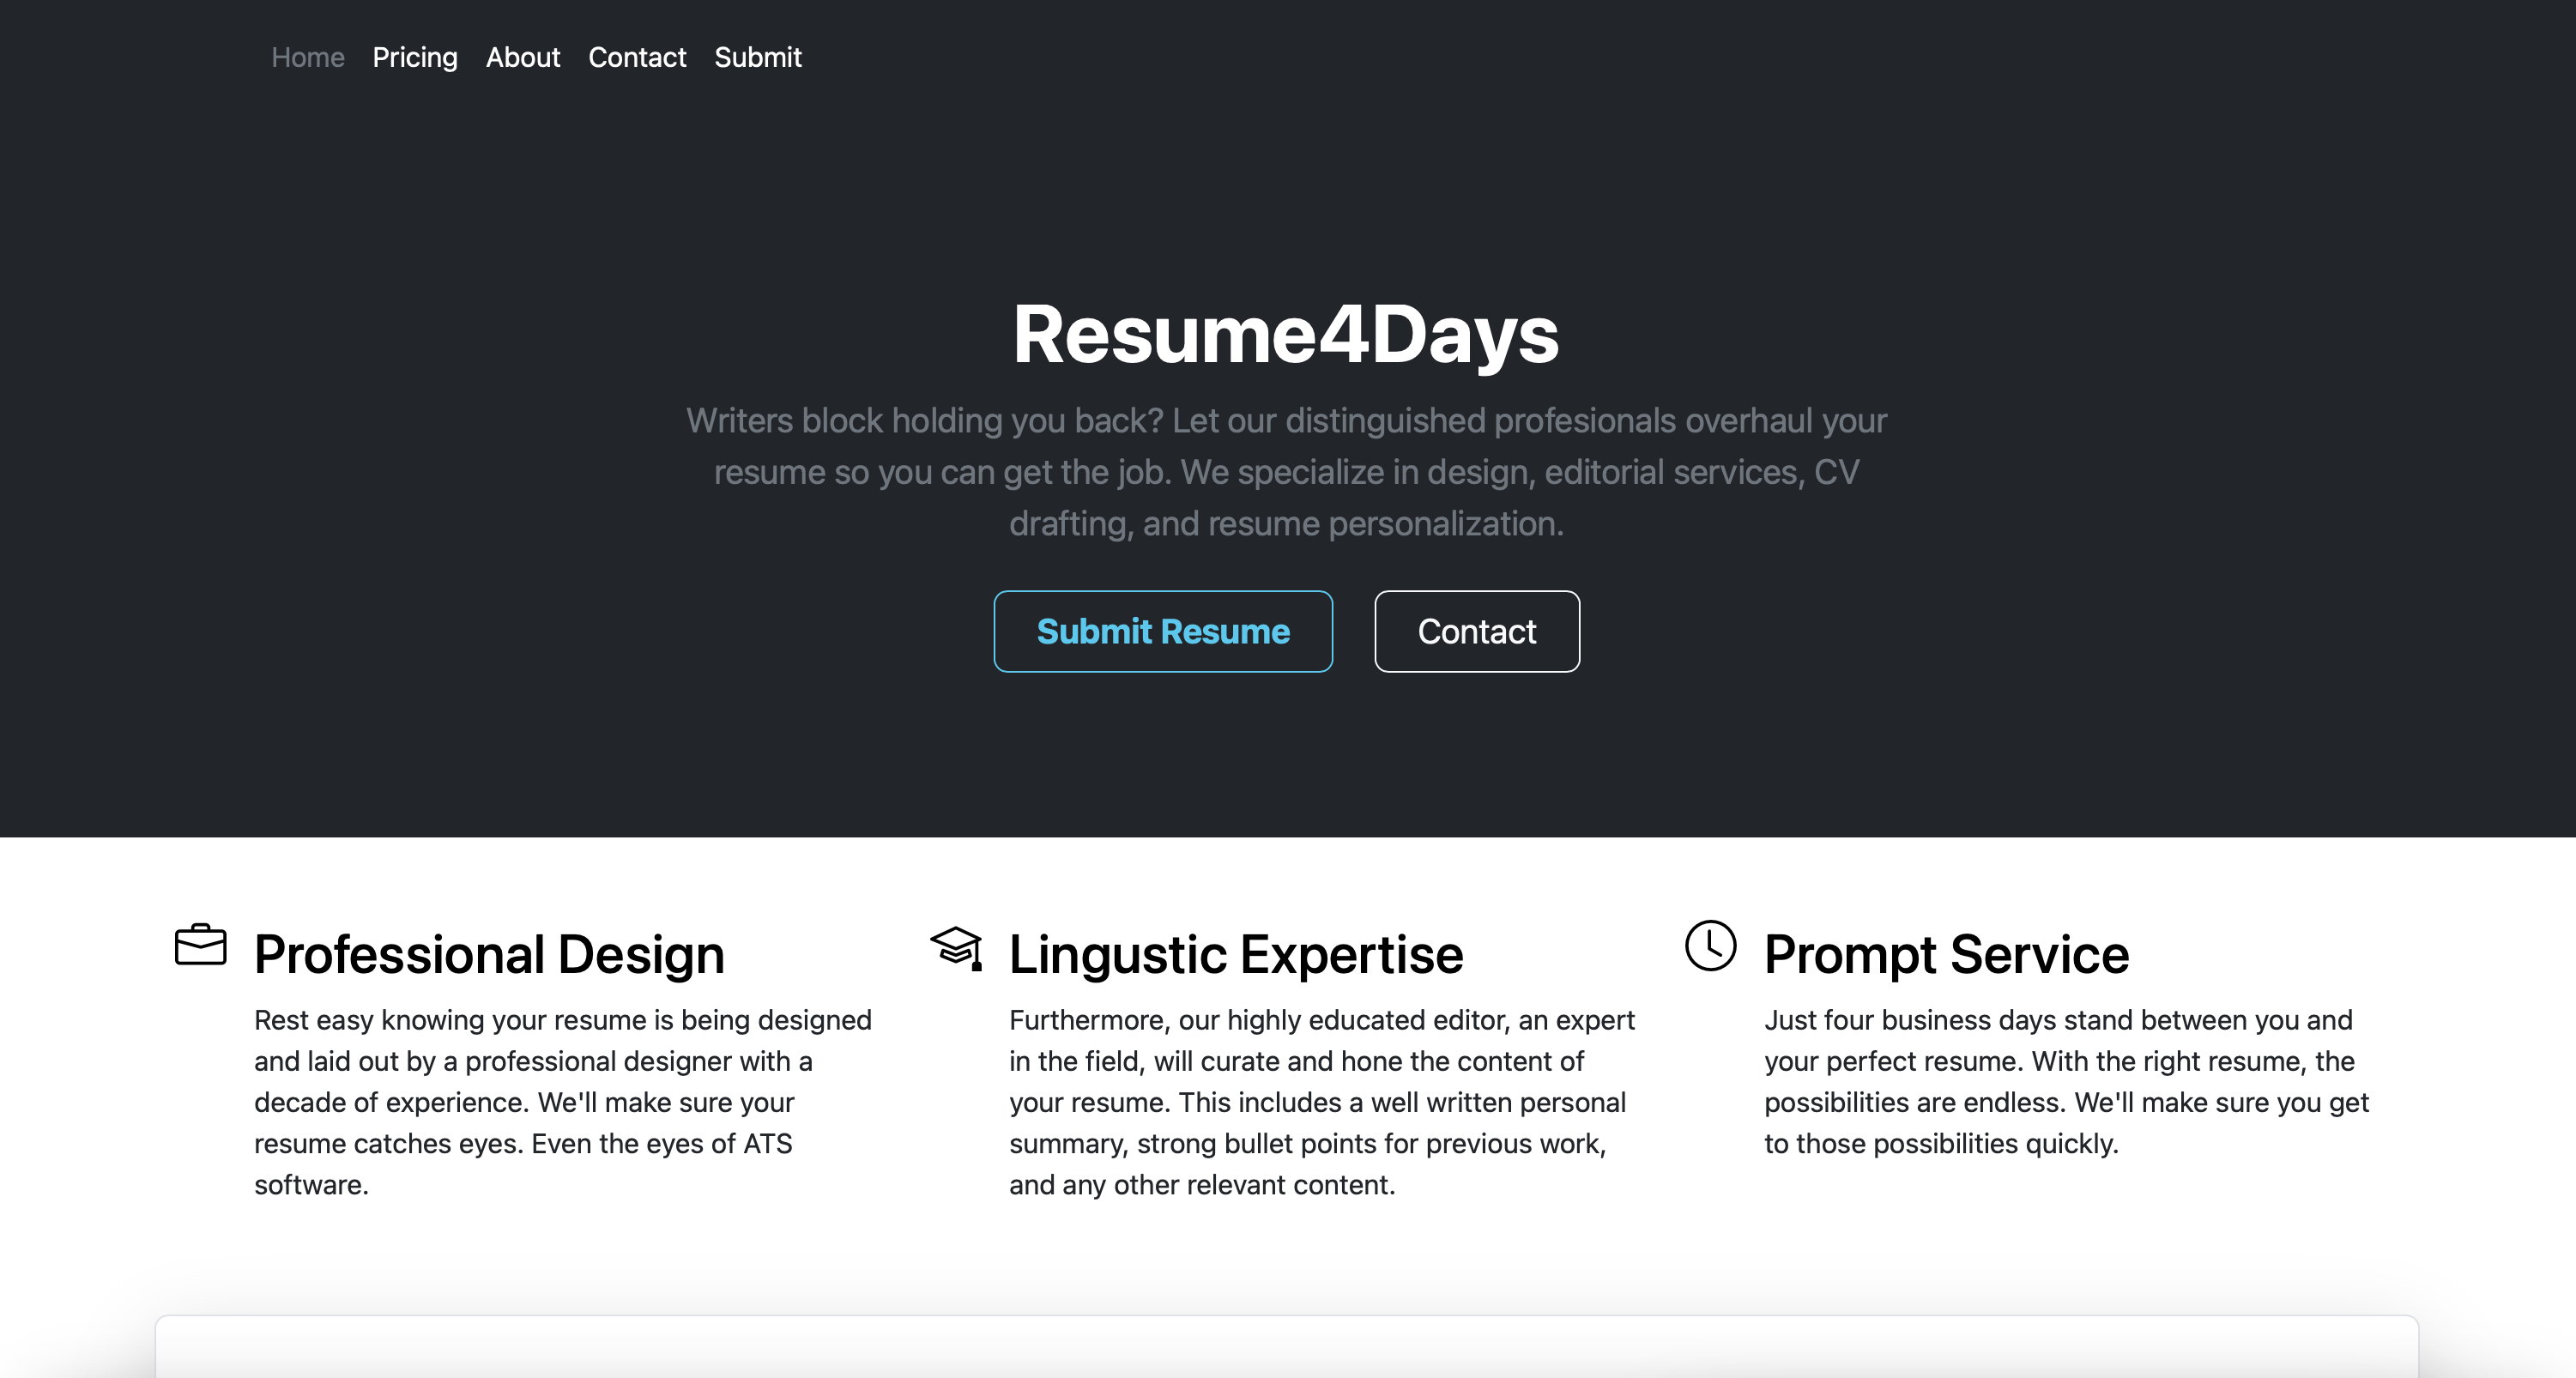 Home Pricing About Contact Submit
Resume4Days
Writers block holding you back? Let our distinguished profesionals overhaul your
resume so you can get the job. We specialize in design, editorial services, CV
drafting, and resume personalization.
Submit Resume Contact
Professional Design
Rest easy knowing your resume is being designed
and laid out by a professional designer with a
decade of experience. We'll make sure your
resume catches eyes. Even the eyes of ATS
software.
Lingustic Expertise
Furthermore, our highly educated editor, an expert
in the field, will curate and hone the content of
your resume. This includes a well written personal
summary, strong bullet points for previous work,
and any other relevant content.
Prompt Service
Just four business days stand between you and
your perfect resume. With the right resume, the
possibilities are endless. We'll make sure you get
to those possibilities quickly.